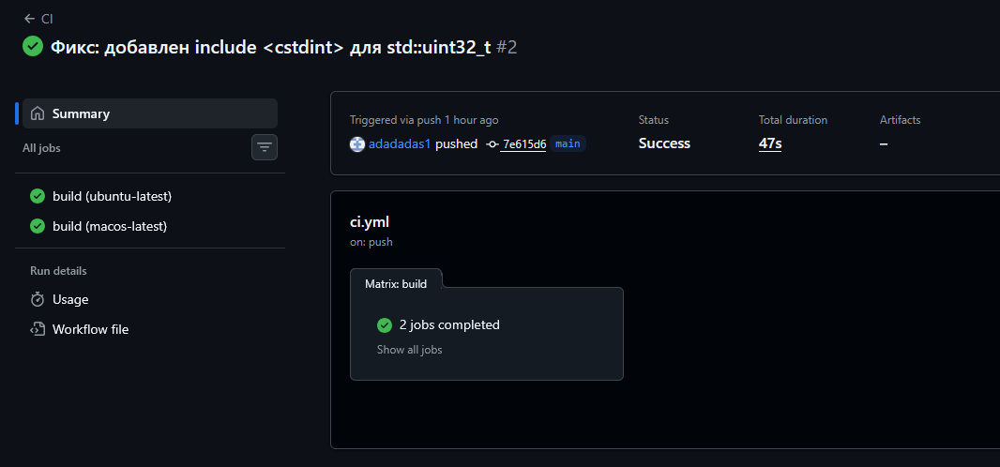 CI
Фикс: добавлен include <cstdint> для std::uint32_t #2
Summary
All jobs
build (ubuntu-latest)
build (macos-latest)
Run details
Usage
Workflow file
Triggered via push 1 hour ago
adadadas1 pushed 7e615d6 main
Status
Success
Total duration
47s
Artifacts
–
ci.yml
on: push
Matrix: build
2 jobs completed
Show all jobs